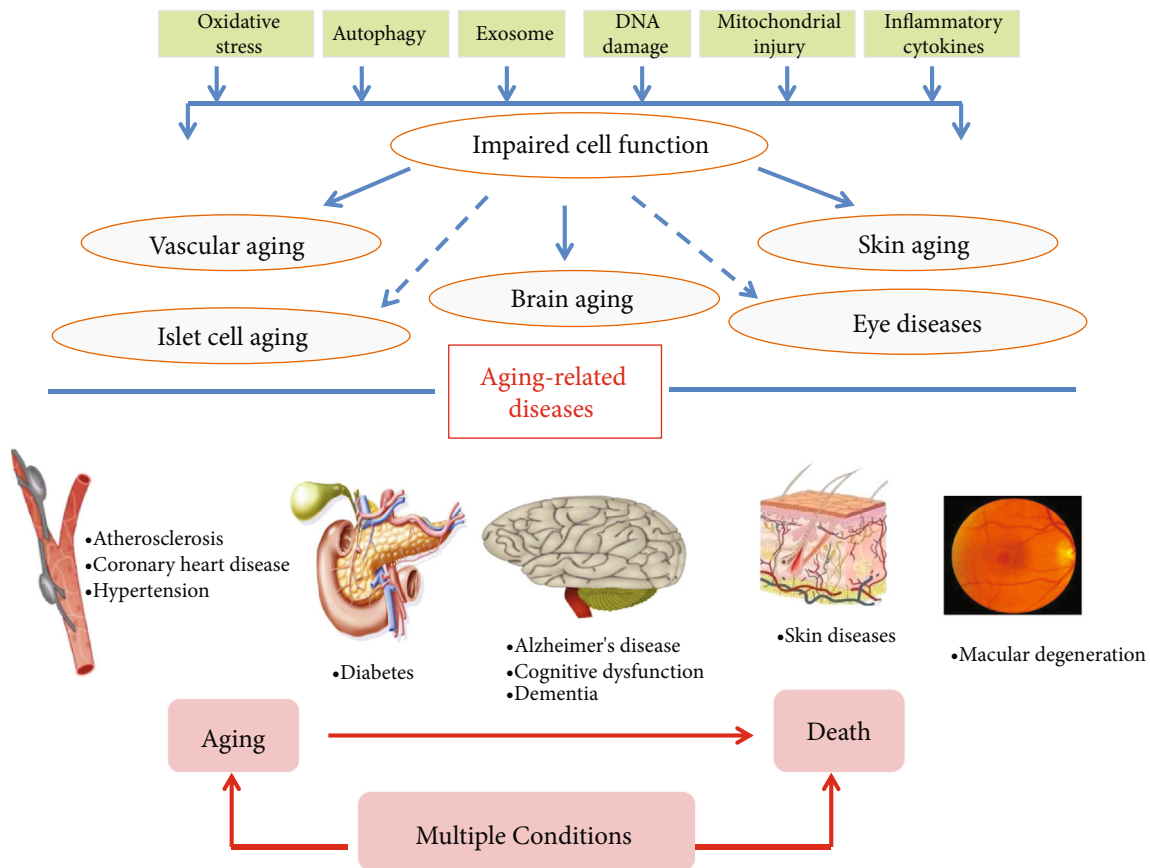 Oxidative
stress
Autophagy
Exosome
DNA
damage
Mitochondrial
injury
Inflammatory
cytokines
Impaired cell function
Vascular aging
Skin aging
Brain aging
Islet cell aging
Eye diseases
Aging-related
diseases
•Atherosclerosis
•Coronary heart disease
•Hypertension
•Diabetes
•Alzheimer's disease
•Cognitive dysfunction
•Dementia
•Skin diseases
•Macular degeneration
Aging
Death
Multiple Conditions